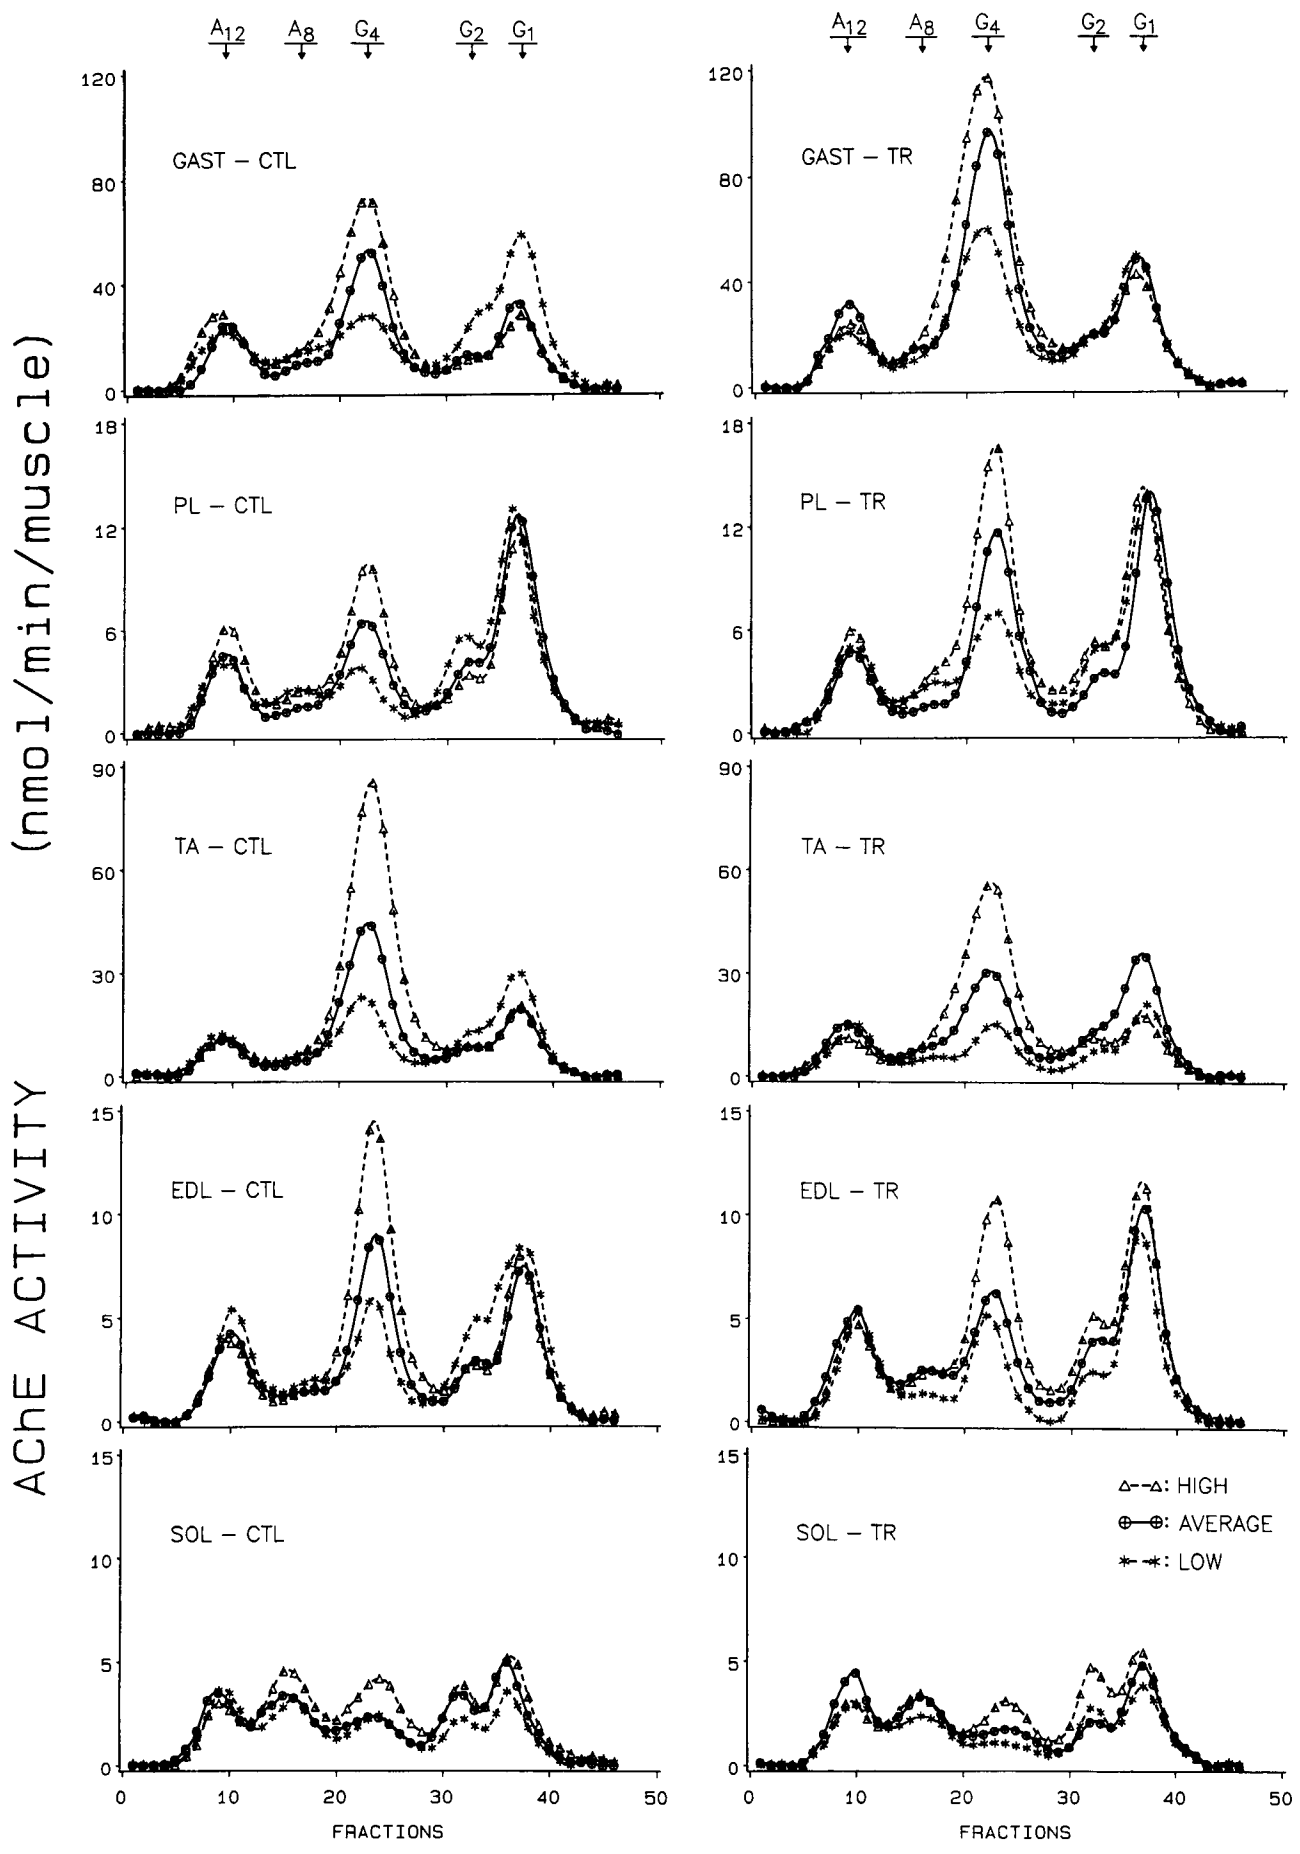 A12 A8 G4 G2 G1
A12 A8 G4 G2 G1
AChE ACTIVITY (nmol/min/muscle)
GAST – CTL
120
80
40
0
GAST – TR
120
80
40
0
PL – CTL
18
12
6
0
PL – TR
18
12
6
0
TA – CTL
90
60
30
0
TA – TR
90
60
30
0
EDL – CTL
15
10
5
0
EDL – TR
15
10
5
0
SOL – CTL
15
10
5
0
0 10 20 30 40 50
FRACTIONS
SOL – TR
15
10
5
0
△--△: HIGH
⊕—⊕: AVERAGE
*--*: LOW
0 10 20 30 40 50
FRACTIONS